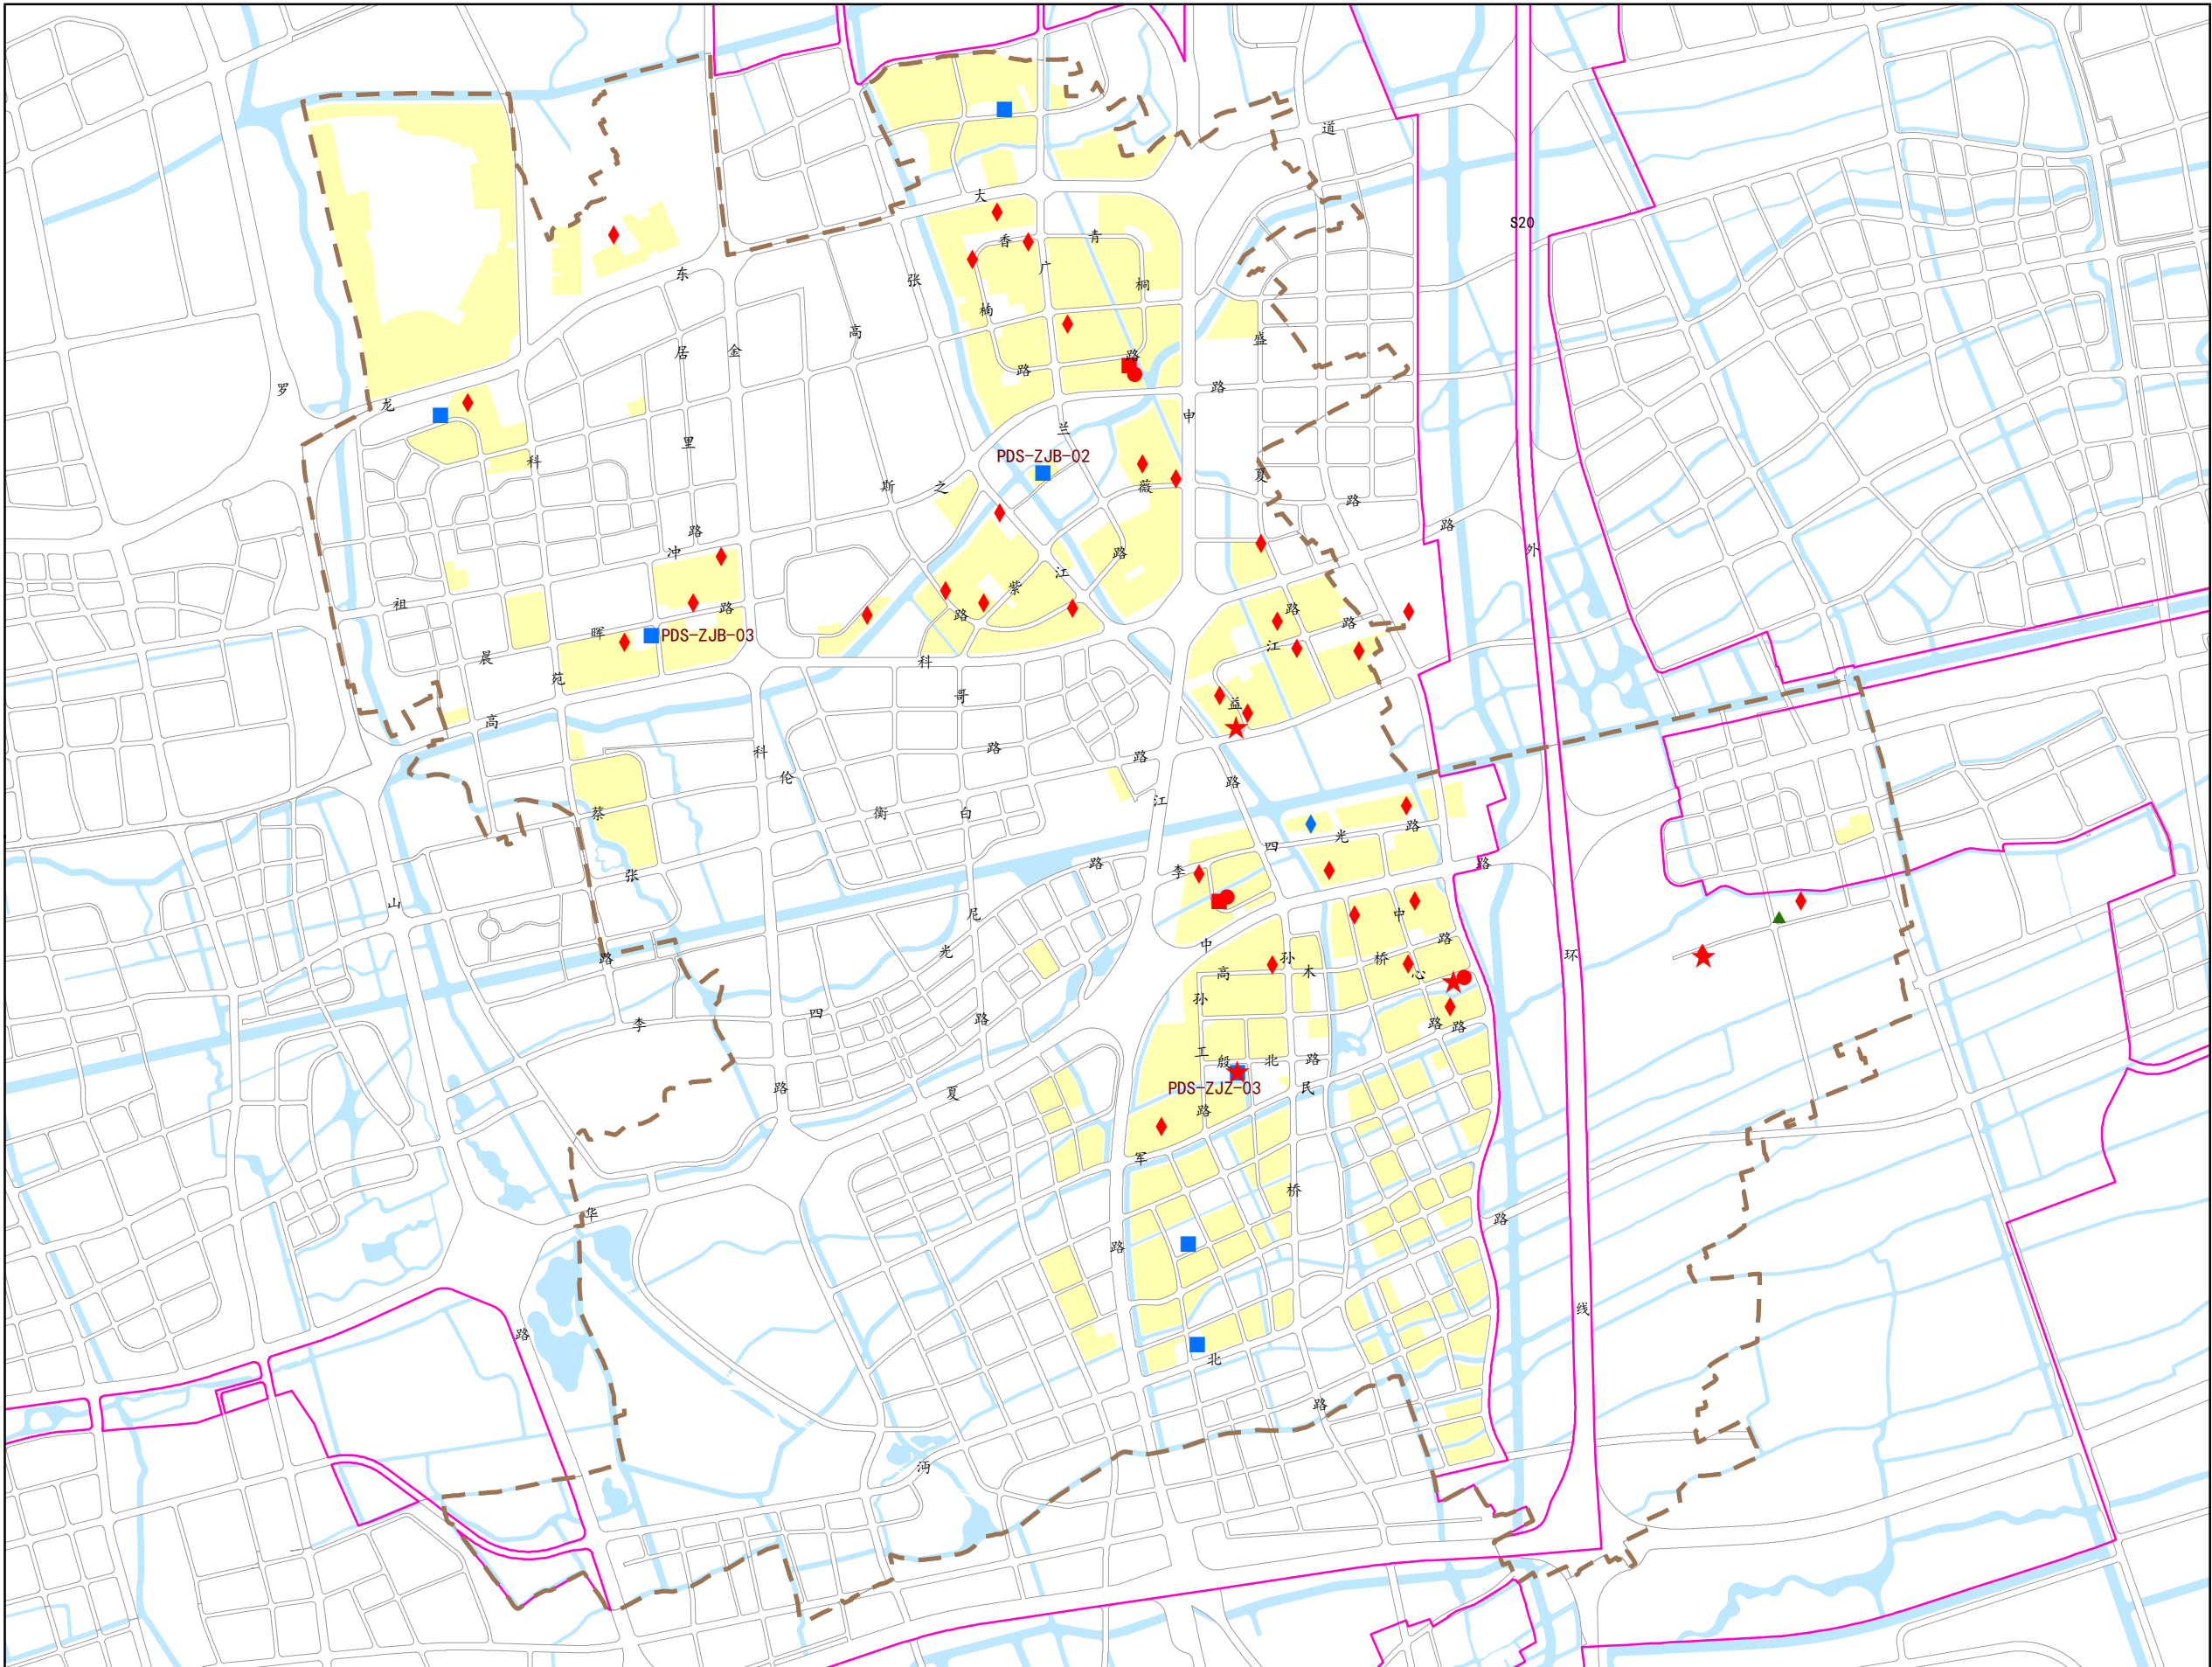 S20
外环线
龙东大道
罗山路
香楠路
青桐路
广兰路
张江路
高斯路
居里路
金科路
科苑路
祖冲之路
盛夏路
申江路
紫薇路
晨晖路
高科路
益江路
哥白尼路
蔡伦路
张衡路
李四光路
李四光路
华夏中路
高孙桥路
中心路
木桥路
孙工路
殷北路
军民路
沔北路
PDS-ZJB-02
PDS-ZJB-03
PDS-ZJZ-03